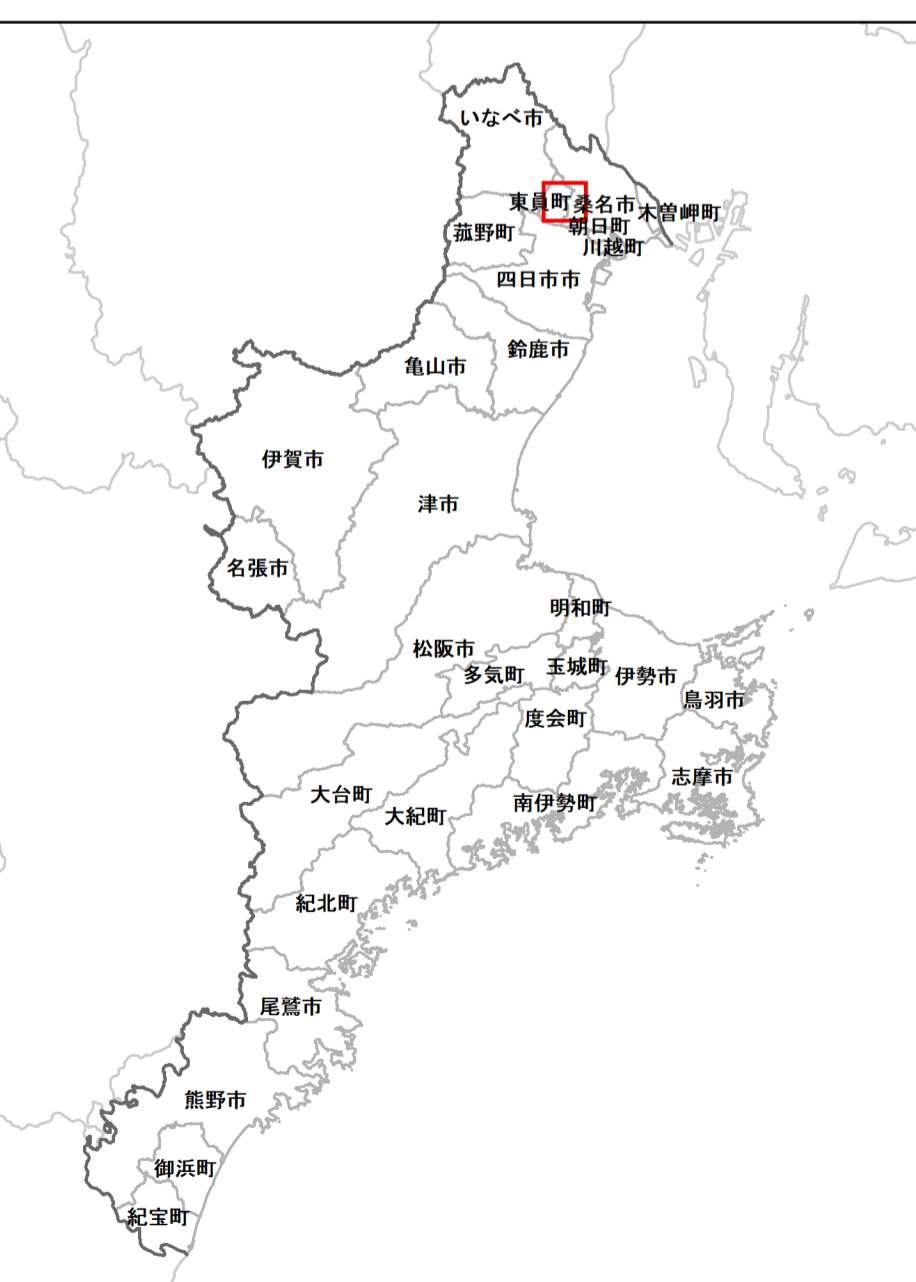 いなべ市
東員町
桑名市
木曽岬町
朝日町
菰野町
川越町
四日市市
鈴鹿市
亀山市
伊賀市
津市
名張市
明和町
松阪市
玉城町
多気町
伊勢市
鳥羽市
度会町
志摩市
大台町
南伊勢町
大紀町
紀北町
尾鷲市
熊野市
御浜町
紀宝町